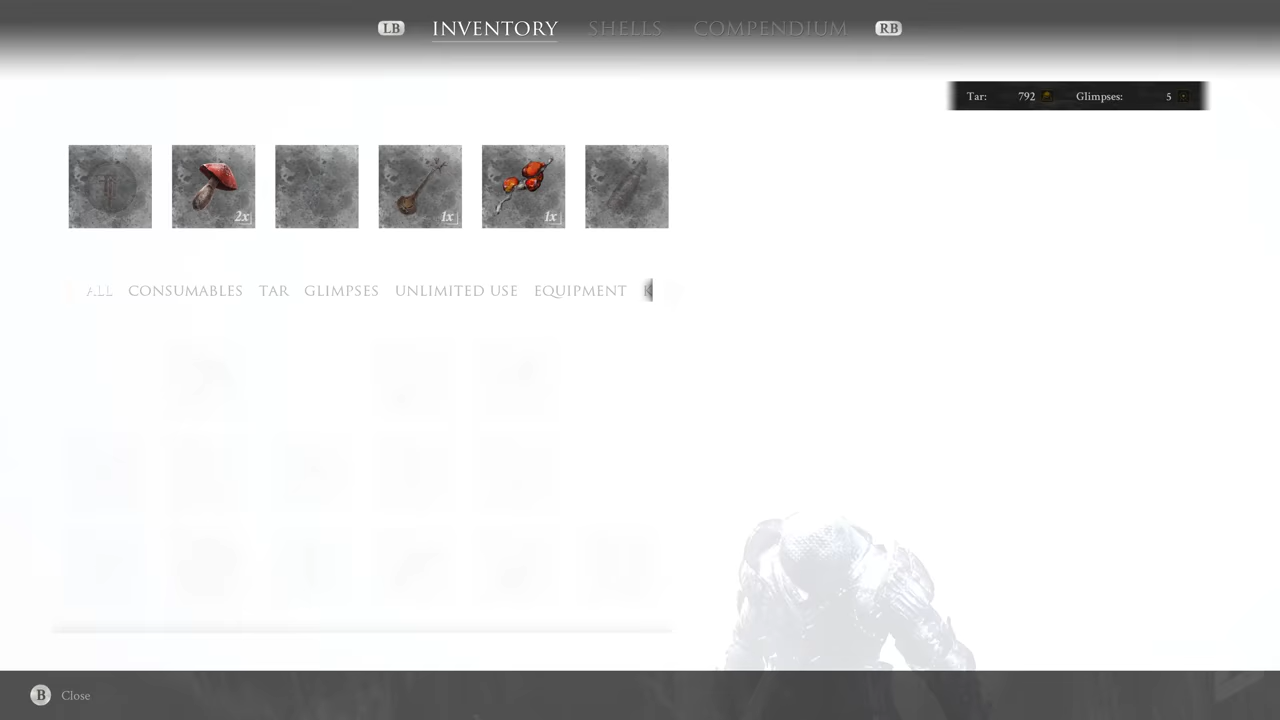 LB INVENTORY SHELLS COMPENDIUM RB
Tar: 792 Glimpses: 5
2x 1x 1x
ALL CONSUMABLES TAR GLIMPSES UNLIMITED USE EQUIPMENT K
B Close